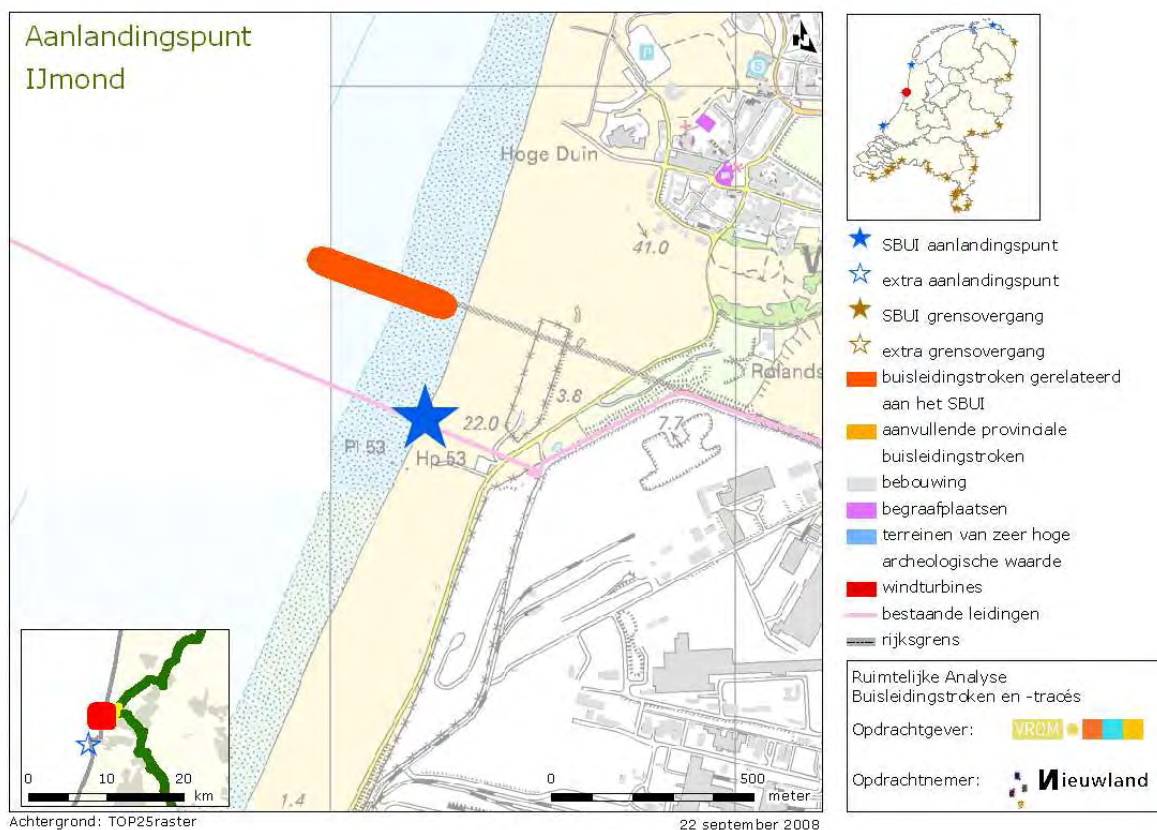 Aanlandingspunt
IJmond
P
S
Hoge Duin
41.0
Rolands
3.8
22.0
7.7
Pl 53
Hp 53
1.4
0 10 20
km
0 500
meter
Achtergrond: TOP25raster
22 september 2008
SBUI aanlandingspunt
extra aanlandingspunt
SBUI grensovergang
extra grensovergang
buisleidingstroken gerelateerd
aan het SBUI
aanvullende provinciale
buisleidingstroken
bebouwing
begraafplaatsen
terreinen van zeer hoge
archeologische waarde
windturbines
bestaande leidingen
rijksgrens
Ruimtelijke Analyse
Buisleidingstroken en -tracés
Opdrachtgever: VROM
Opdrachtnemer: Nieuwland